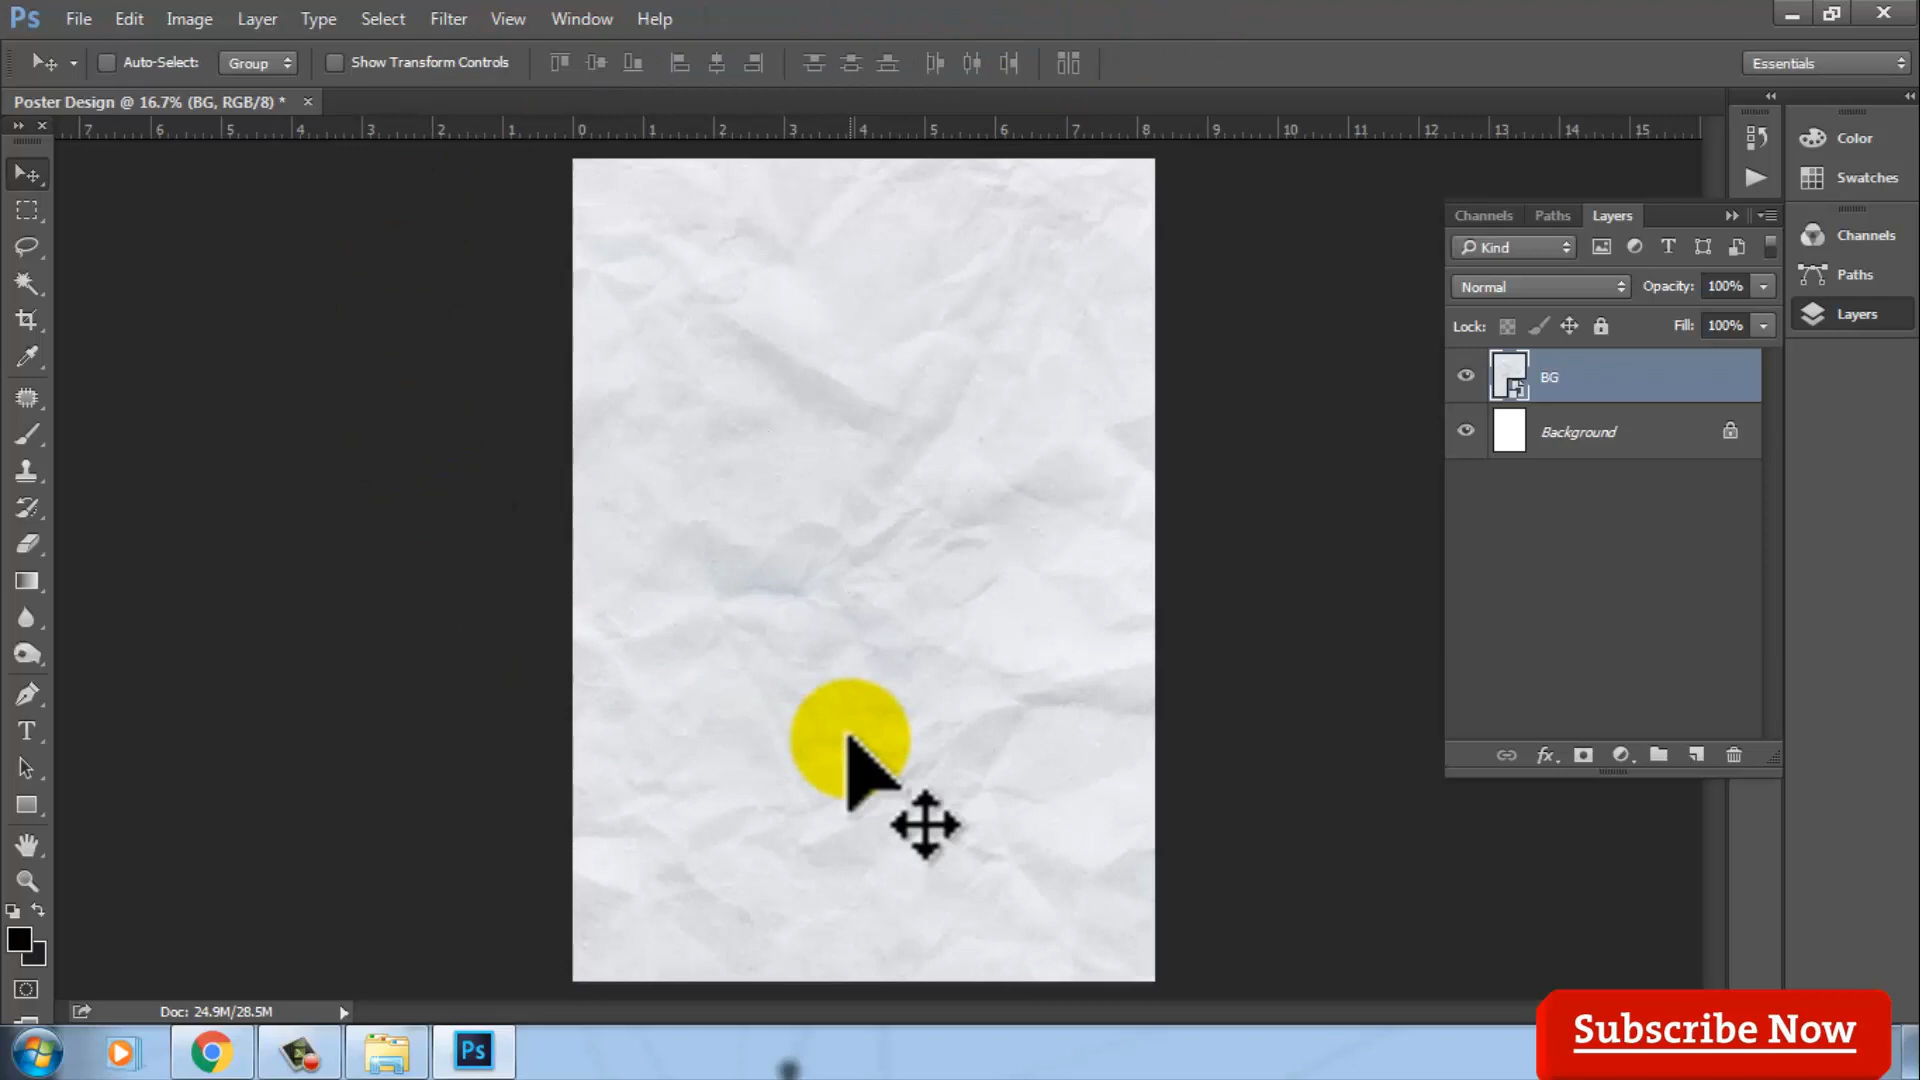 Ps File Edit Image Layer Type Select Filter View Window Help
Auto-Select: Group Show Transform Controls Essentials
Poster Design @ 16.7% (BG, RGB/8) * ×
7 6 5 4 3 2 1 0 1 2 3 4 5 6 7 8 9 10 11 12 13 14 15
Color
Swatches
Channels
Paths
Layers
Channels Paths Layers
Kind T
Normal Opacity: 100%
Lock: Fill: 100%
BG
Background
fx
T
Doc: 24.9M/28.5M
Ps
Subscribe Now